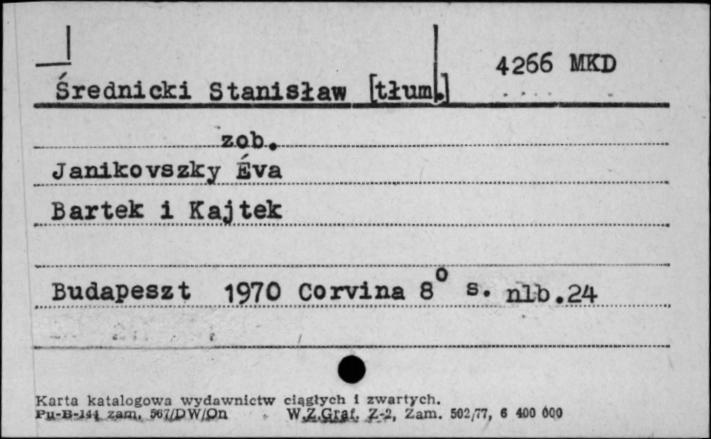 4266 MKD
Średnicki Stanisław [tłum.]
zob.
Janikovszky Éva
Bartek i Kajtek
Budapeszt 1970 Corvina 8° s. nlb.24
Karta katalogowa wydawnictw ciągłych i zwartych.
Pu-B-144 zam. 567/DW/On W.Z.Graf. Z-2, Zam. 502/77, 6 400 000